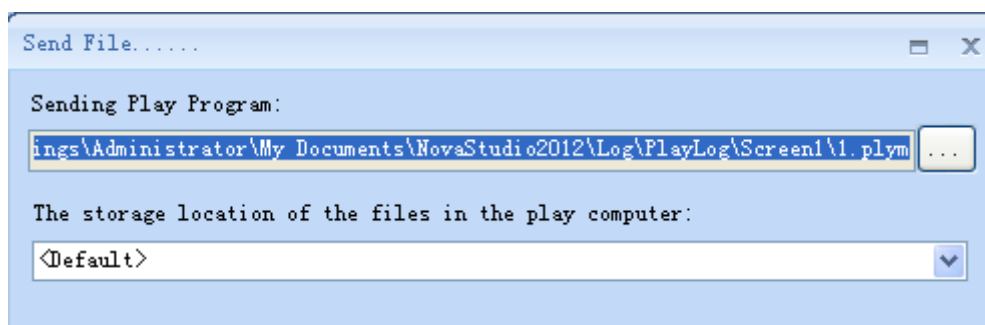 Send File......
Sending Play Program:
ings\Administrator\My Documents\NovaStudio2012\Log\PlayLog\Screen1\1.plym
...
The storage location of the files in the play computer:
<Default>